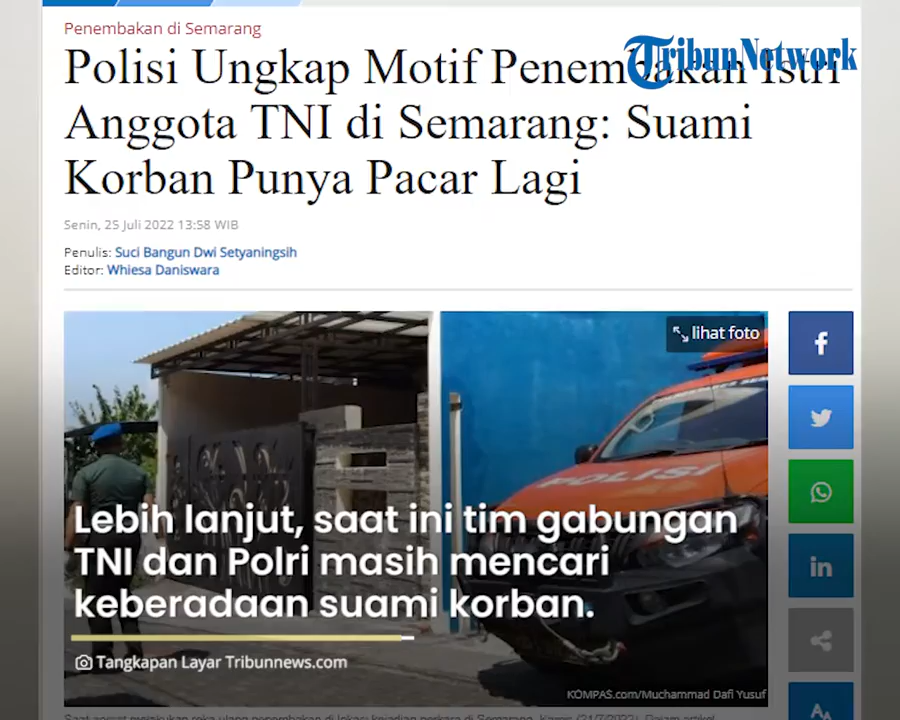 Penembakan di Semarang
TribunNetwork
Polisi Ungkap Motif Penembakan Istri
Anggota TNI di Semarang: Suami
Korban Punya Pacar Lagi
Senin, 25 Juli 2022 13:58 WIB
Penulis: Suci Bangun Dwi Setyaningsih
Editor: Whiesa Daniswara
lihat foto
POLISI
Lebih lanjut, saat ini tim gabungan
TNI dan Polri masih mencari
keberadaan suami korban.
Tangkapan Layar Tribunnews.com
KOMPAS.com/Muchammad Dafi Yusuf